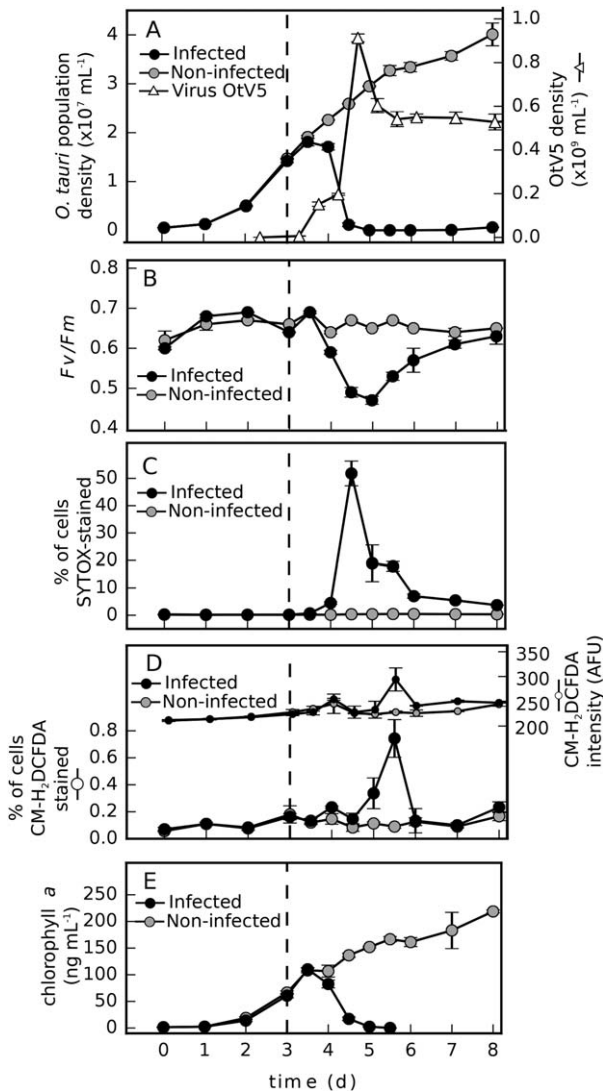 A
Infected
Non-infected
Virus OtV5
O. tauri population
density (x10⁷ mL⁻¹)
4
3
2
1
0
OtV5 density
(x10⁹ mL⁻¹)
1.0
0.8
0.6
0.4
0.2
0.0
B
Fv/Fm
0.8
0.7
0.6
0.5
0.4
Infected
Non-infected
C
Infected
Non-infected
% of cells
SYTOX-stained
50
40
30
20
10
0
D
Infected
Non-infected
% of cells
CM-H₂DCFDA
stained
0.8
0.6
0.4
0.2
0.0
350
300
250
200
CM-H₂DCFDA
intensity (AFU)
E
Infected
Non-infected
chlorophyll a
(ng mL⁻¹)
250
200
150
100
50
0
0 1 2 3 4 5 6 7 8
time (d)